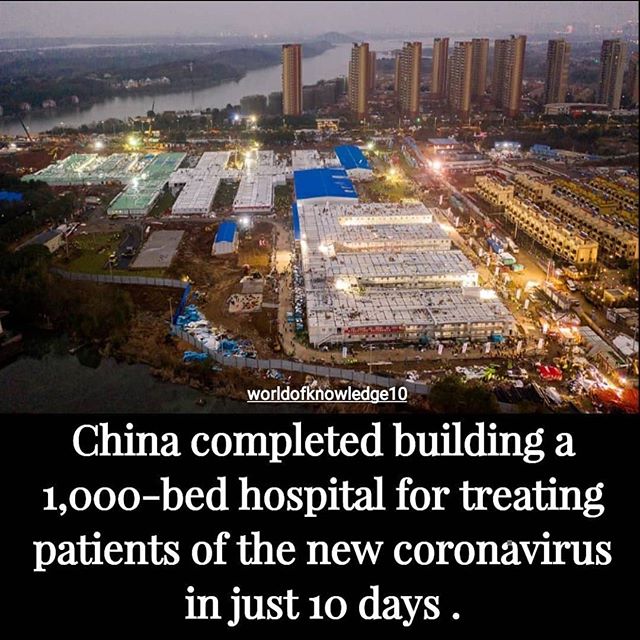 worldofknowledge10
China completed building a
1,000-bed hospital for treating
patients of the new coronavirus
in just 10 days .